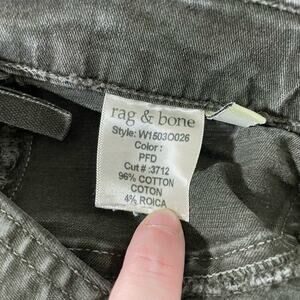 rag & bone
Style: W1503O026
Color :
PFD
Cut # :3712
96% COTTON
COTON
4% ROICA